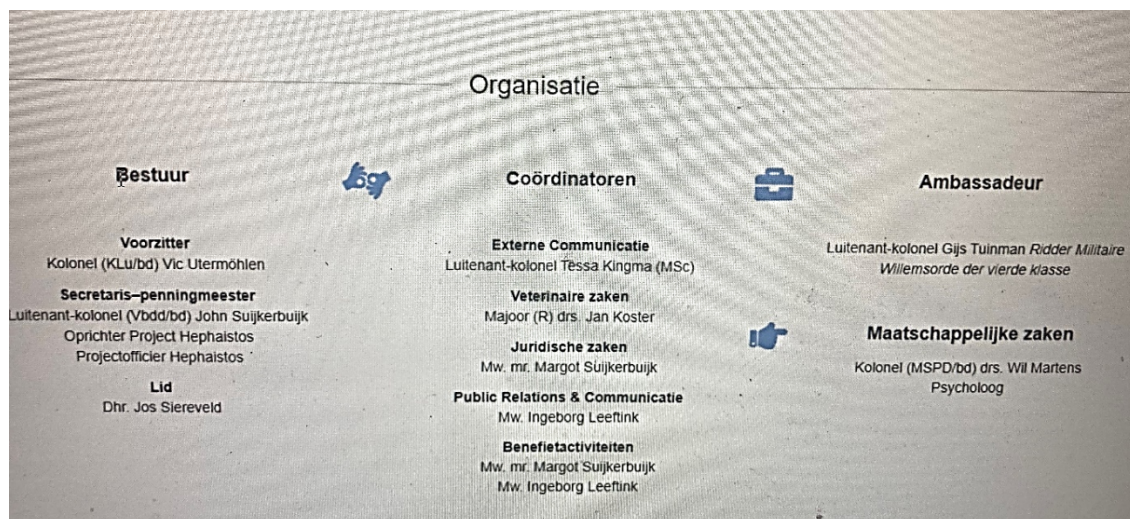 Organisatie
Bestuur
Voorzitter
Kolonel (KLu/bd) Vic Utermöhlen
Secretaris–penningmeester
Luitenant-kolonel (Vbdd/bd) John Suijkerbuijk
Oprichter Project Hephaistos
Projectofficier Hephaistos
Lid
Dhr. Jos Siereveld
Coördinatoren
Externe Communicatie
Luitenant-kolonel Tessa Kingma (MSc)
Veterinaire zaken
Majoor (R) drs. Jan Koster
Juridische zaken
Mw. mr. Margot Suijkerbuijk
Public Relations & Communicatie
Mw. Ingeborg Leeftink
Benefietactiviteiten
Mw. mr. Margot Suijkerbuijk
Mw. Ingeborg Leeftink
Ambassadeur
Luitenant-kolonel Gijs Tuinman Ridder Militaire
Willemsorde der vierde klasse
Maatschappelijke zaken
Kolonel (MSPD/bd) drs. Wil Martens
Psycholoog